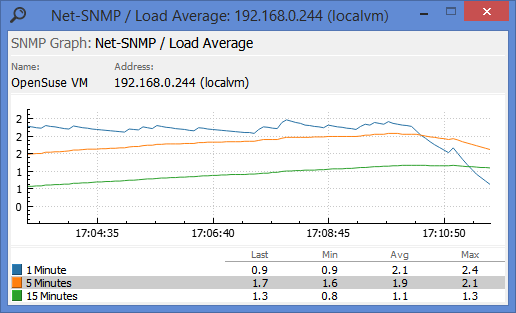 Net-SNMP / Load Average: 192.168.0.244 (localvm)
SNMP Graph: Net-SNMP / Load Average
Name: Address:
OpenSuse VM 192.168.0.244 (localvm)
2
2
2
1
1
0
17:04:35 17:06:40 17:08:45 17:10:50
Last Min Avg Max
1 Minute 0.9 0.9 2.1 2.4
5 Minutes 1.7 1.6 1.9 2.1
15 Minutes 1.3 0.8 1.1 1.3